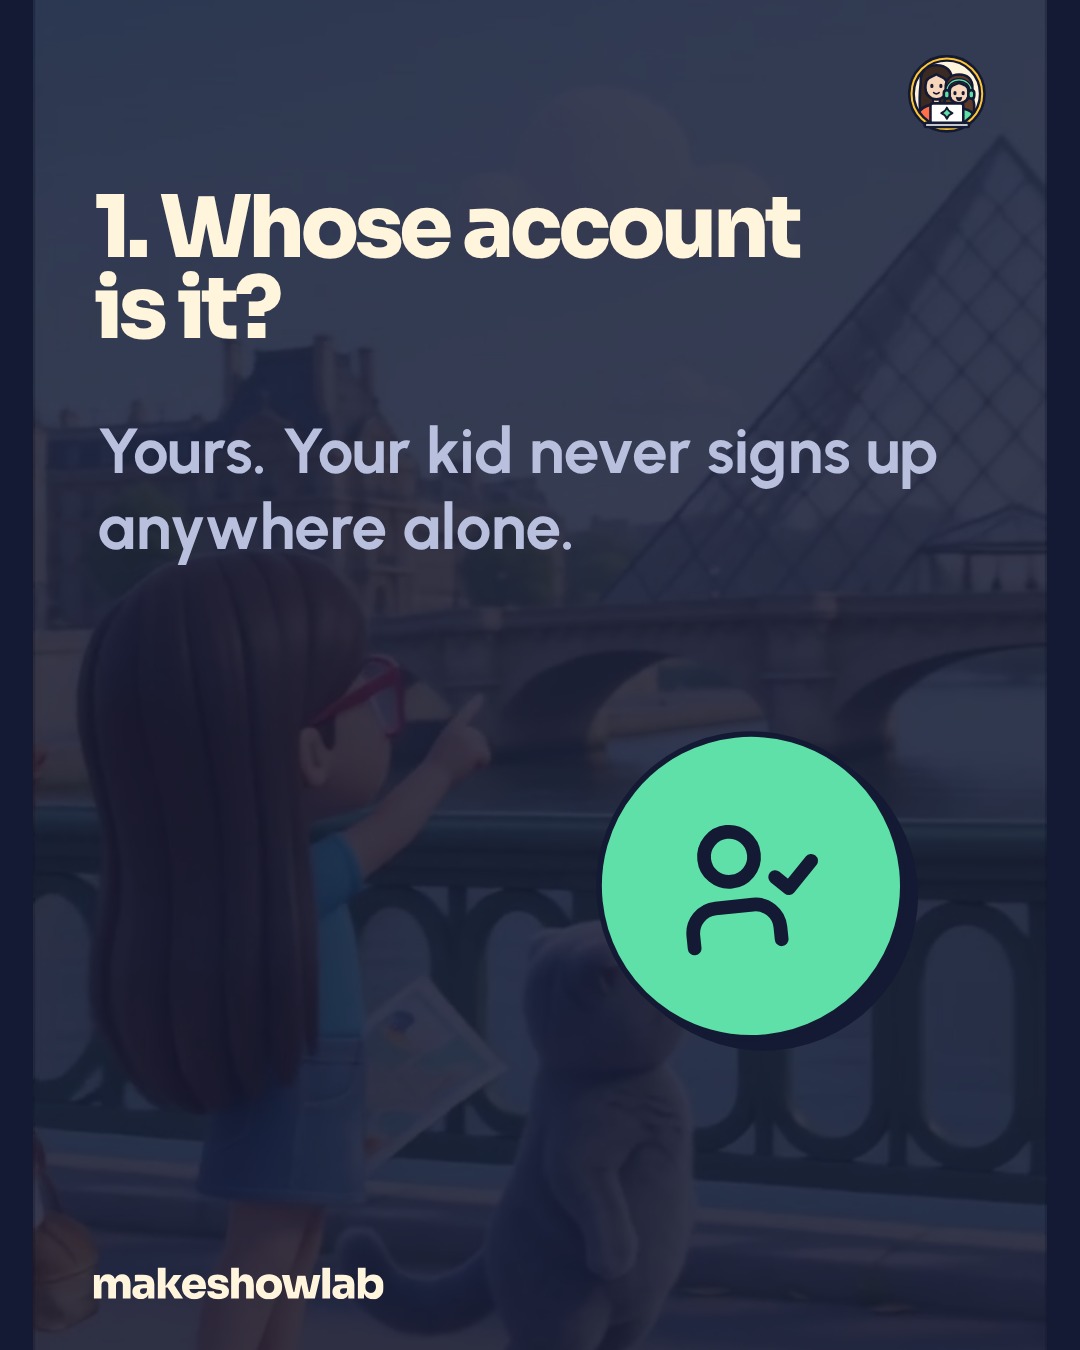 1. Whose account
is it?
Yours. Your kid never signs up
anywhere alone.
makeshowlab